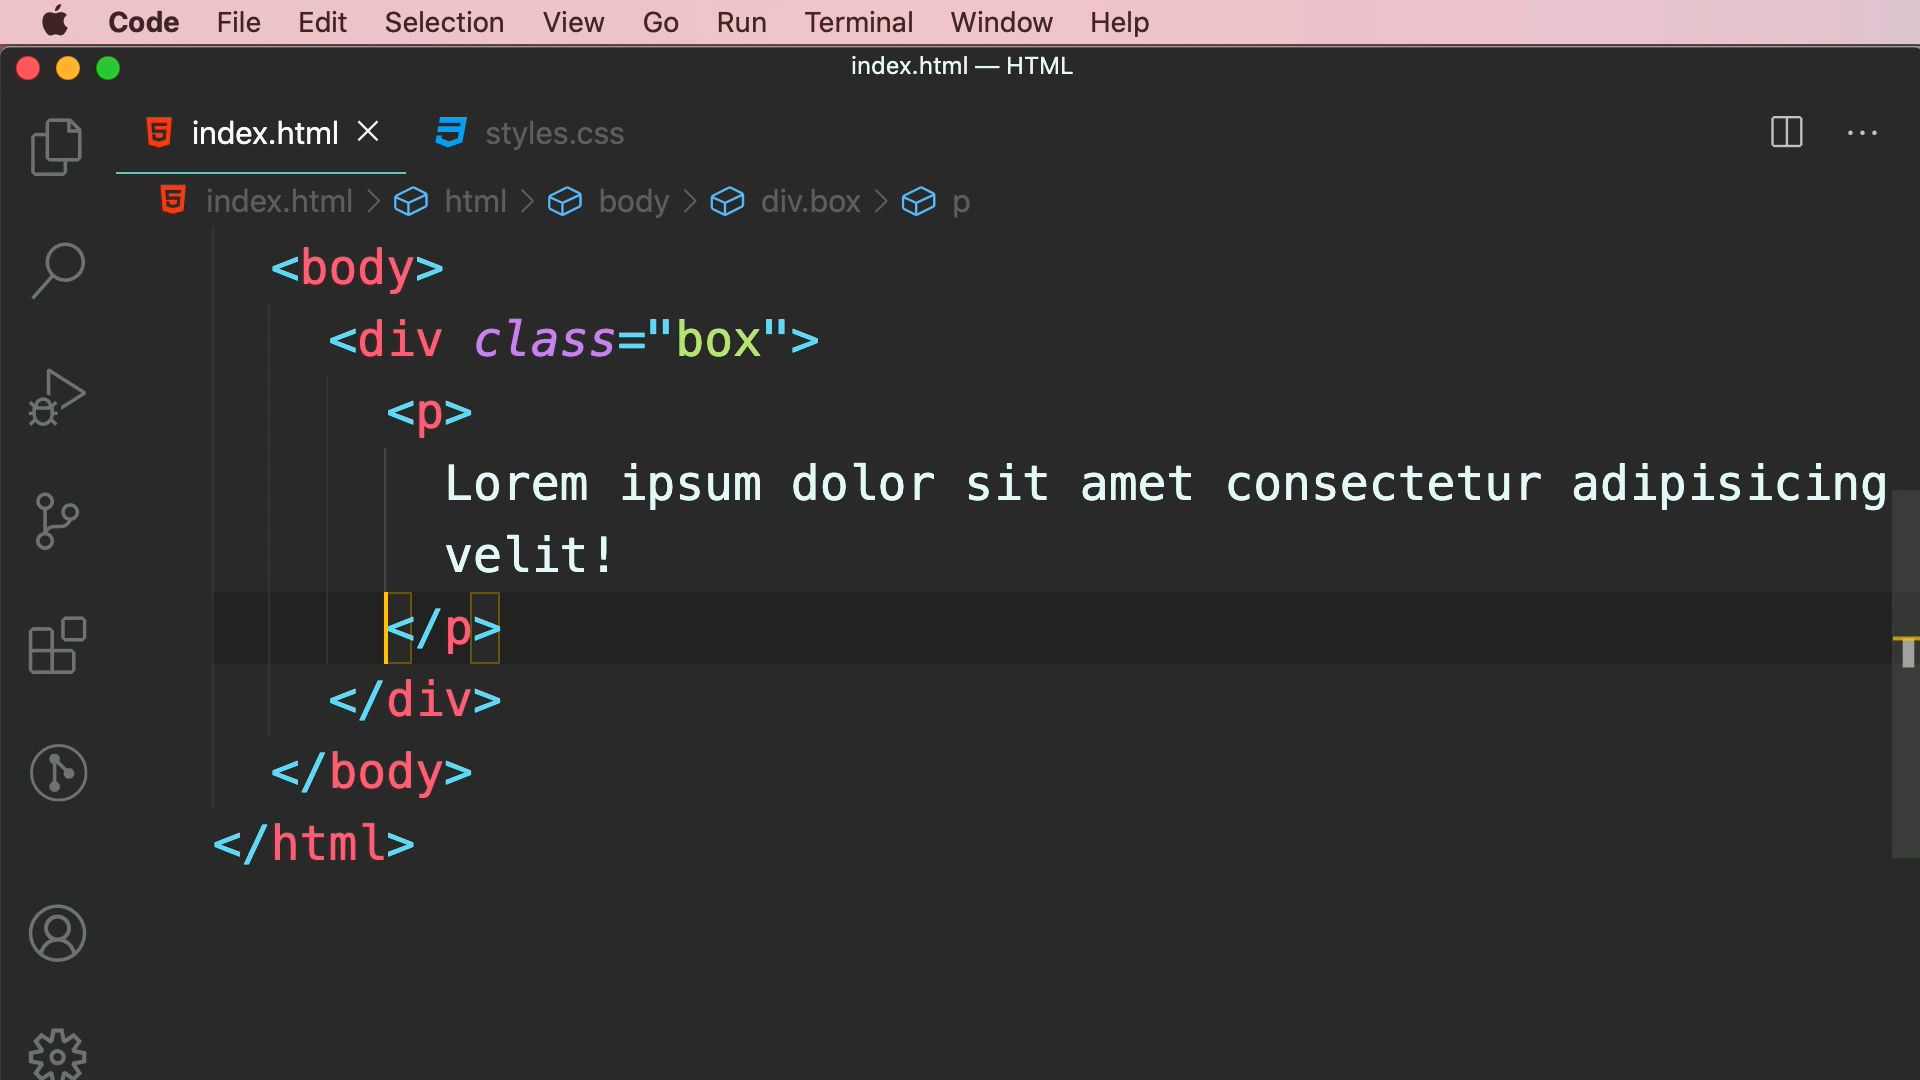 Code File Edit Selection View Go Run Terminal Window Help
index.html — HTML
index.html styles.css
index.html > html > body > div.box > p
<body>
<div class="box">
<p>
Lorem ipsum dolor sit amet consectetur adipisicing
velit!
</p>
</div>
</body>
</html>